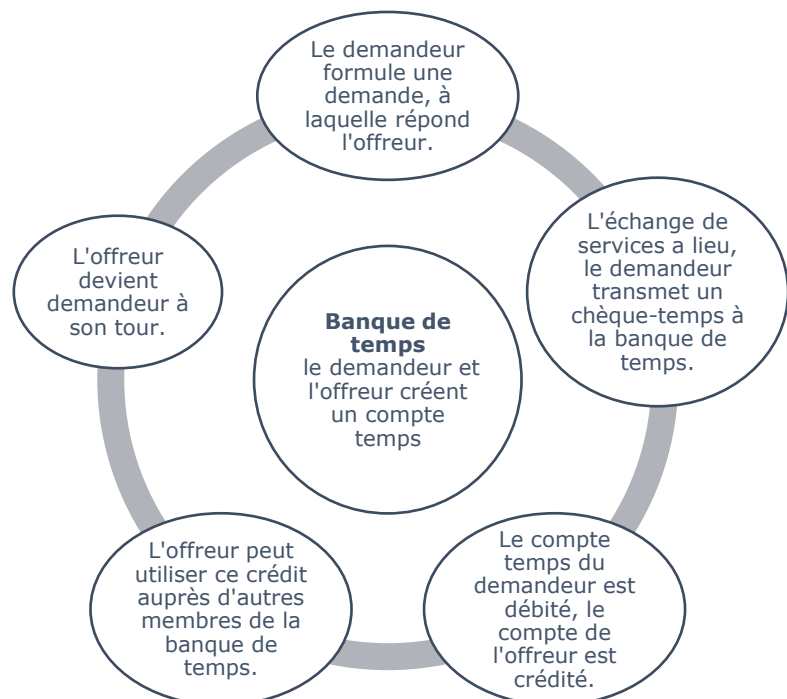 Le demandeur
formule une
demande, à
laquelle répond
l'offreur.
L'échange de
services a lieu,
le demandeur
transmet un
chèque-temps à
la banque de
temps.
Le compte
temps du
demandeur est
débité, le
compte de
l'offreur est
crédité.
L'offreur peut
utiliser ce crédit
auprès d'autres
membres de la
banque de
temps.
L'offreur
devient
demandeur à
son tour.
Banque de
temps
le demandeur et
l'offreur créent
un compte
temps